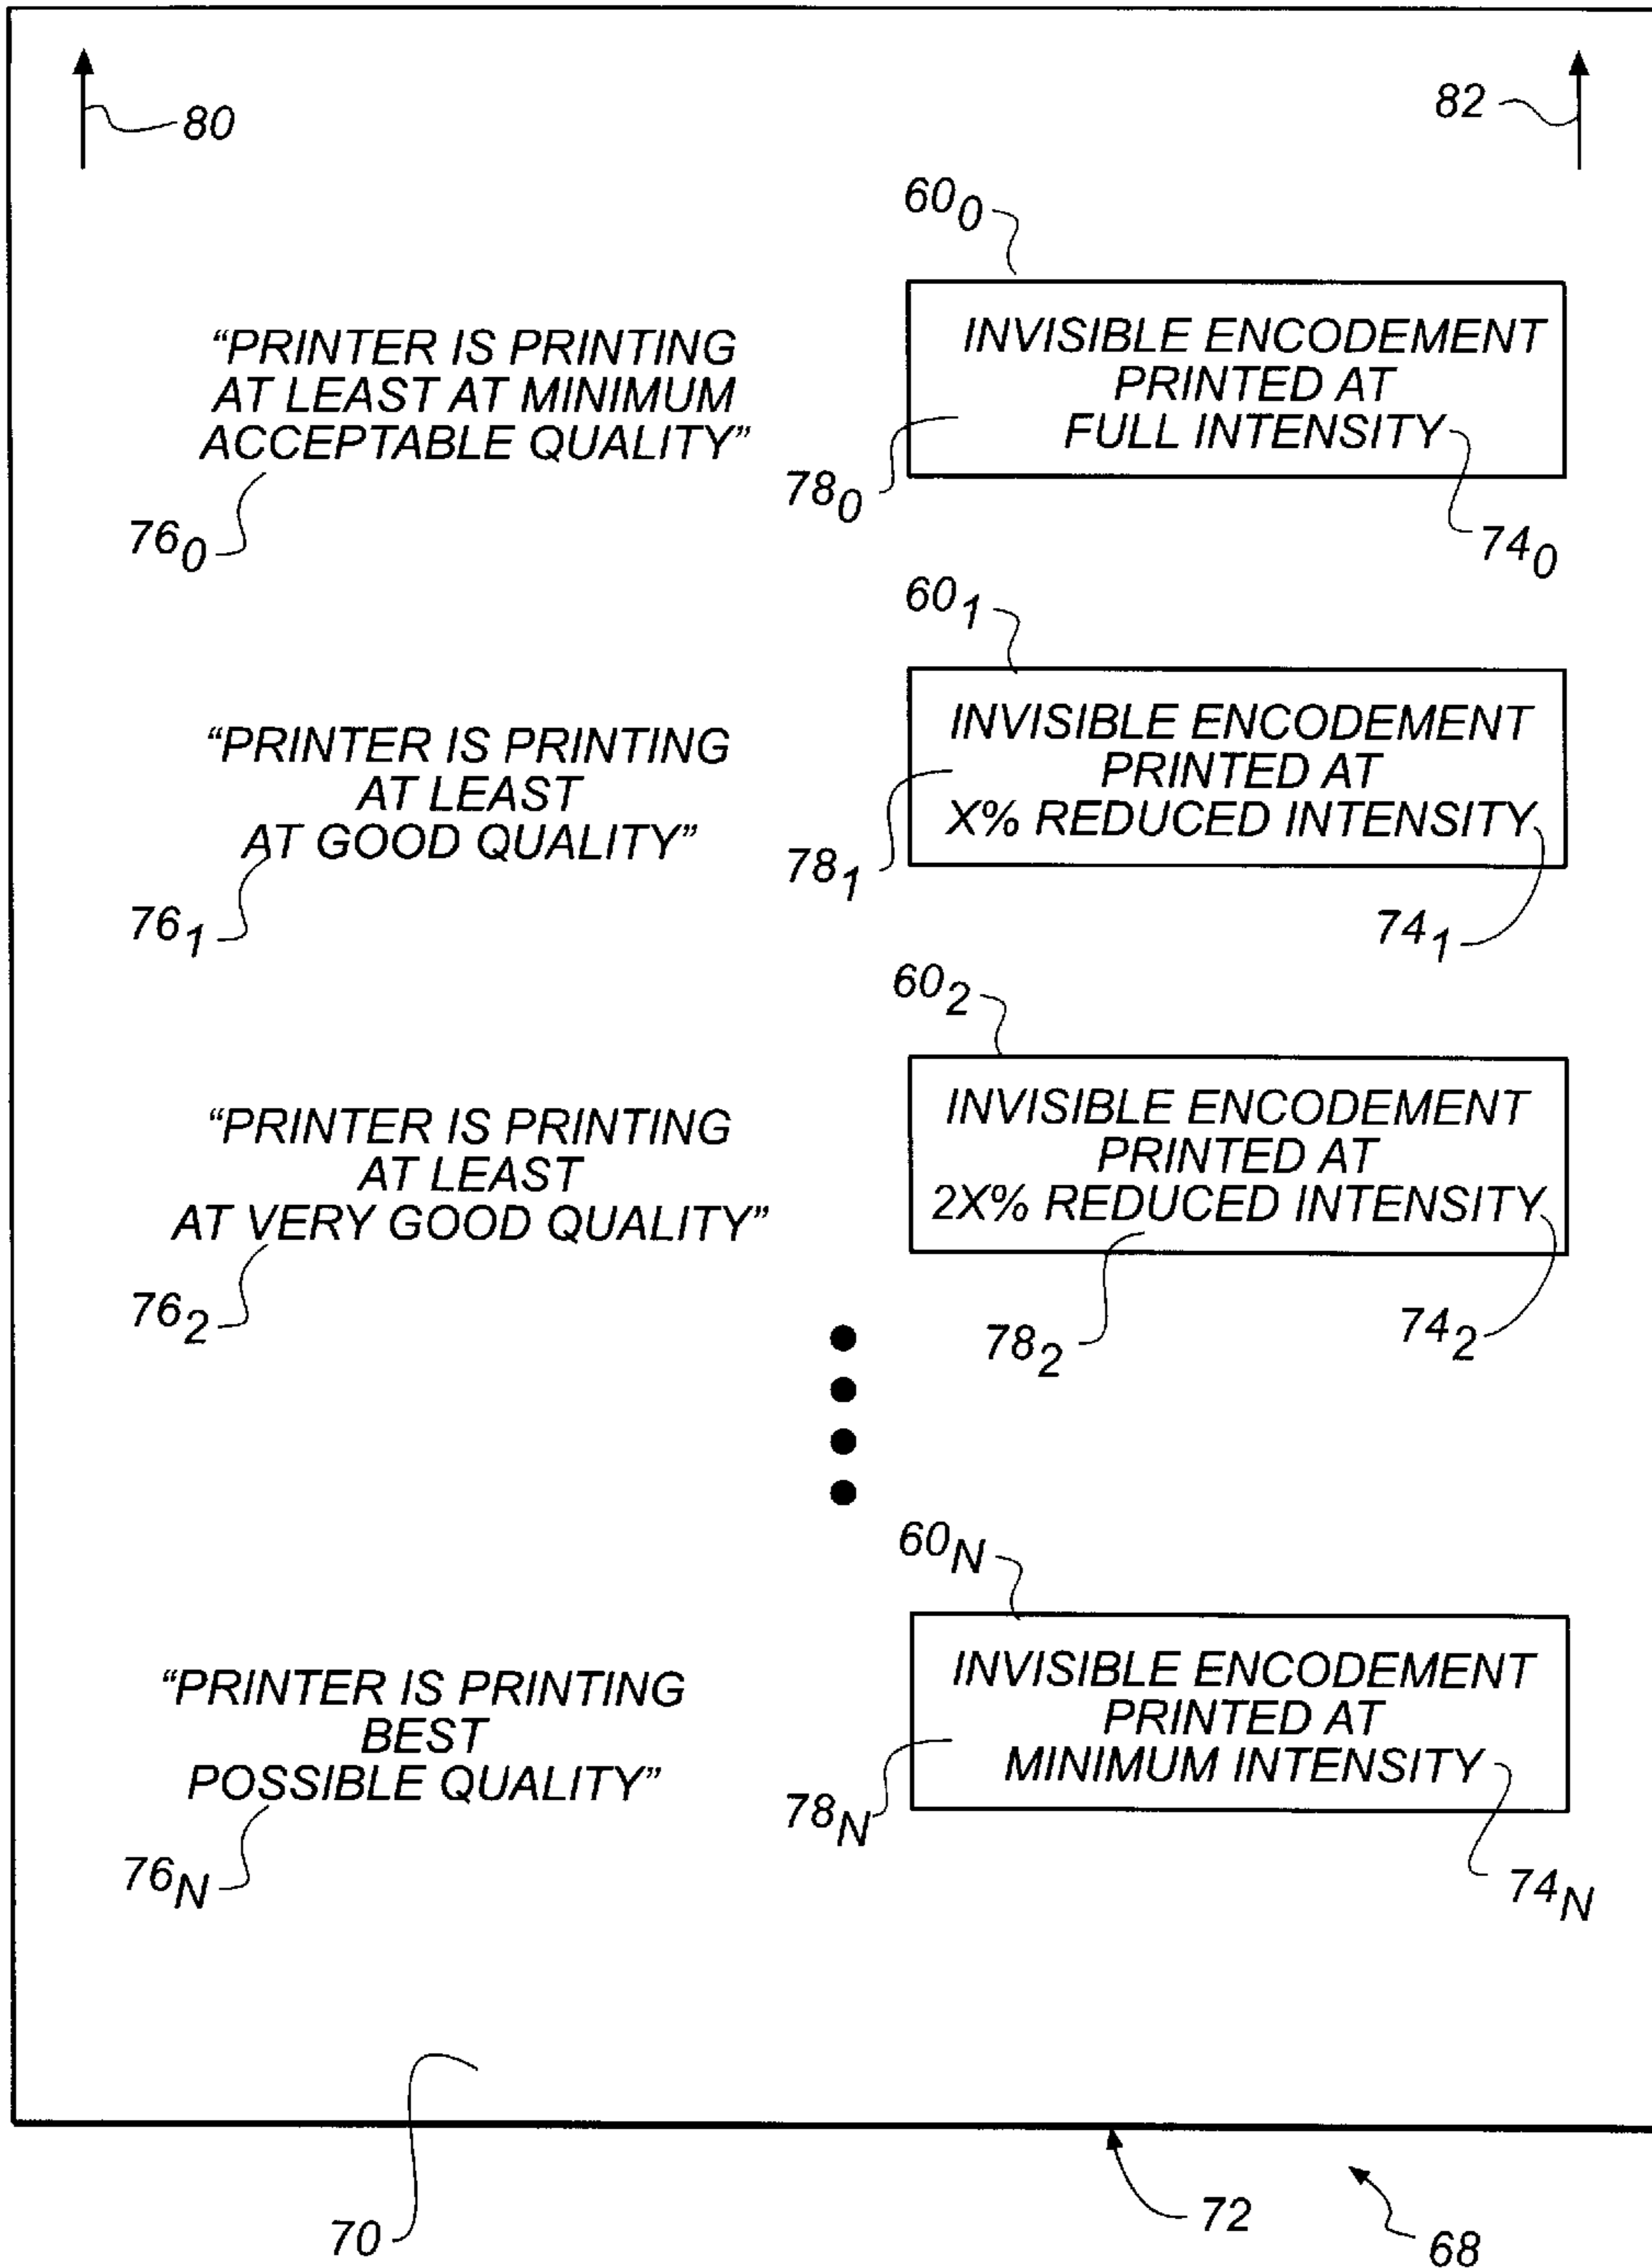 80
82
60₀
“PRINTER IS PRINTING
AT LEAST AT MINIMUM
ACCEPTABLE QUALITY”
76₀
INVISIBLE ENCODEMENT
PRINTED AT
FULL INTENSITY
78₀
74₀
60₁
“PRINTER IS PRINTING
AT LEAST
AT GOOD QUALITY”
76₁
INVISIBLE ENCODEMENT
PRINTED AT
X% REDUCED INTENSITY
78₁
74₁
60₂
“PRINTER IS PRINTING
AT LEAST
AT VERY GOOD QUALITY”
76₂
INVISIBLE ENCODEMENT
PRINTED AT
2X% REDUCED INTENSITY
78₂
74₂
60N
“PRINTER IS PRINTING
BEST
POSSIBLE QUALITY”
76N
INVISIBLE ENCODEMENT
PRINTED AT
MINIMUM INTENSITY
78N
74N
70
72
68